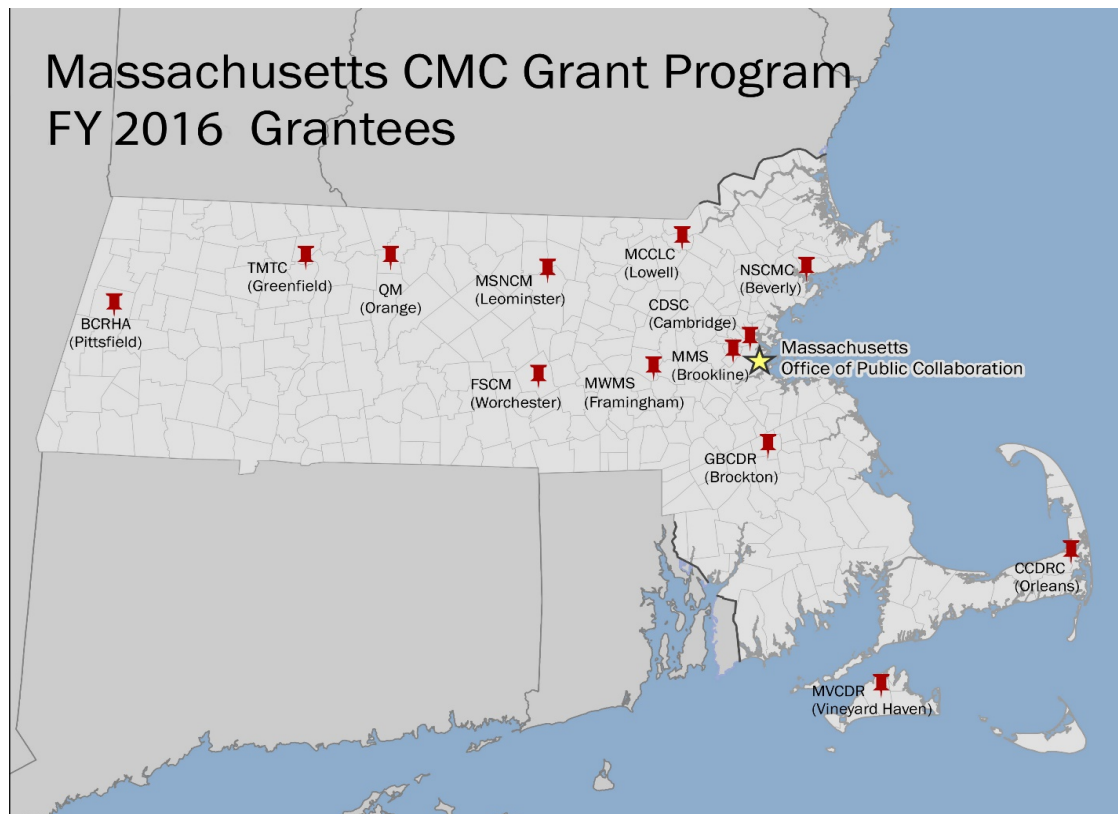 Massachusetts CMC Grant Program
FY 2016 Grantees
MCCLC
(Lowell)
TMTC
(Greenfield)
QM
(Orange)
MSNCM
(Leominster)
NSCMC
(Beverly)
BCRHA
(Pittsfield)
CDSC
(Cambridge)
MMS
(Brookline)
Massachusetts
Office of Public Collaboration
FSCM
(Worchester)
MWMS
(Framingham)
GBCDR
(Brockton)
CCDRC
(Orleans)
MVCDR
(Vineyard Haven)